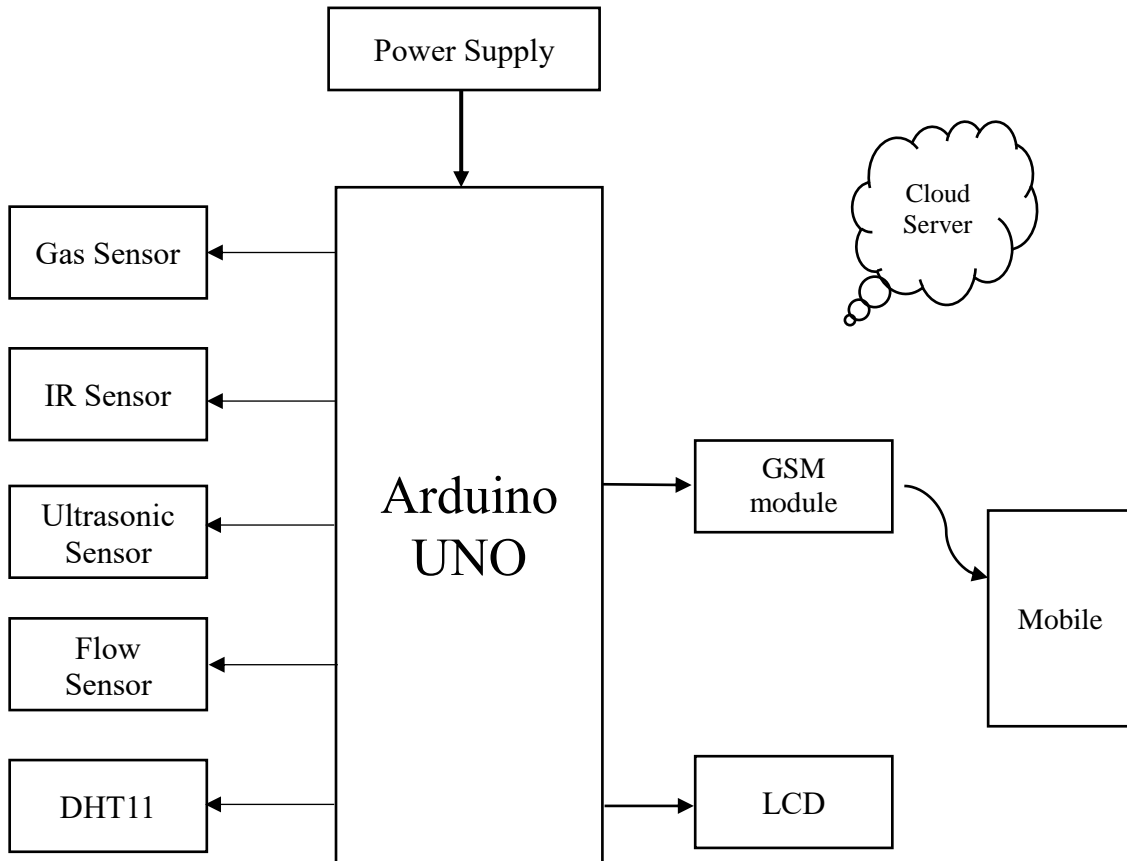 Power Supply
Cloud
Server
Gas Sensor
IR Sensor
Ultrasonic
Sensor
Flow
Sensor
DHT11
Arduino
UNO
GSM
module
Mobile
LCD